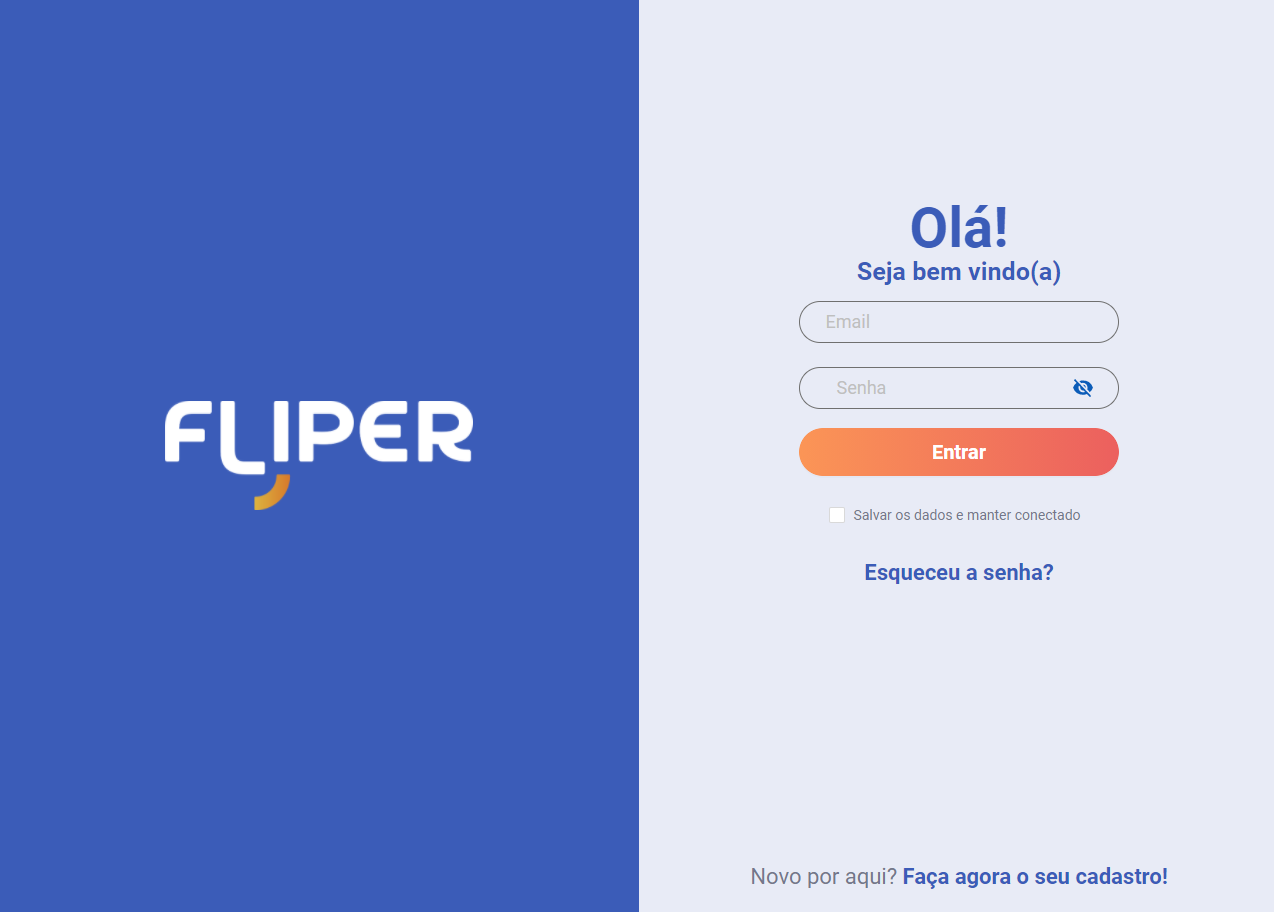 FLIPER
Olá!
Seja bem vindo(a)
Email
Senha
Entrar
Salvar os dados e manter conectado
Esqueceu a senha?
Novo por aqui? Faça agora o seu cadastro!